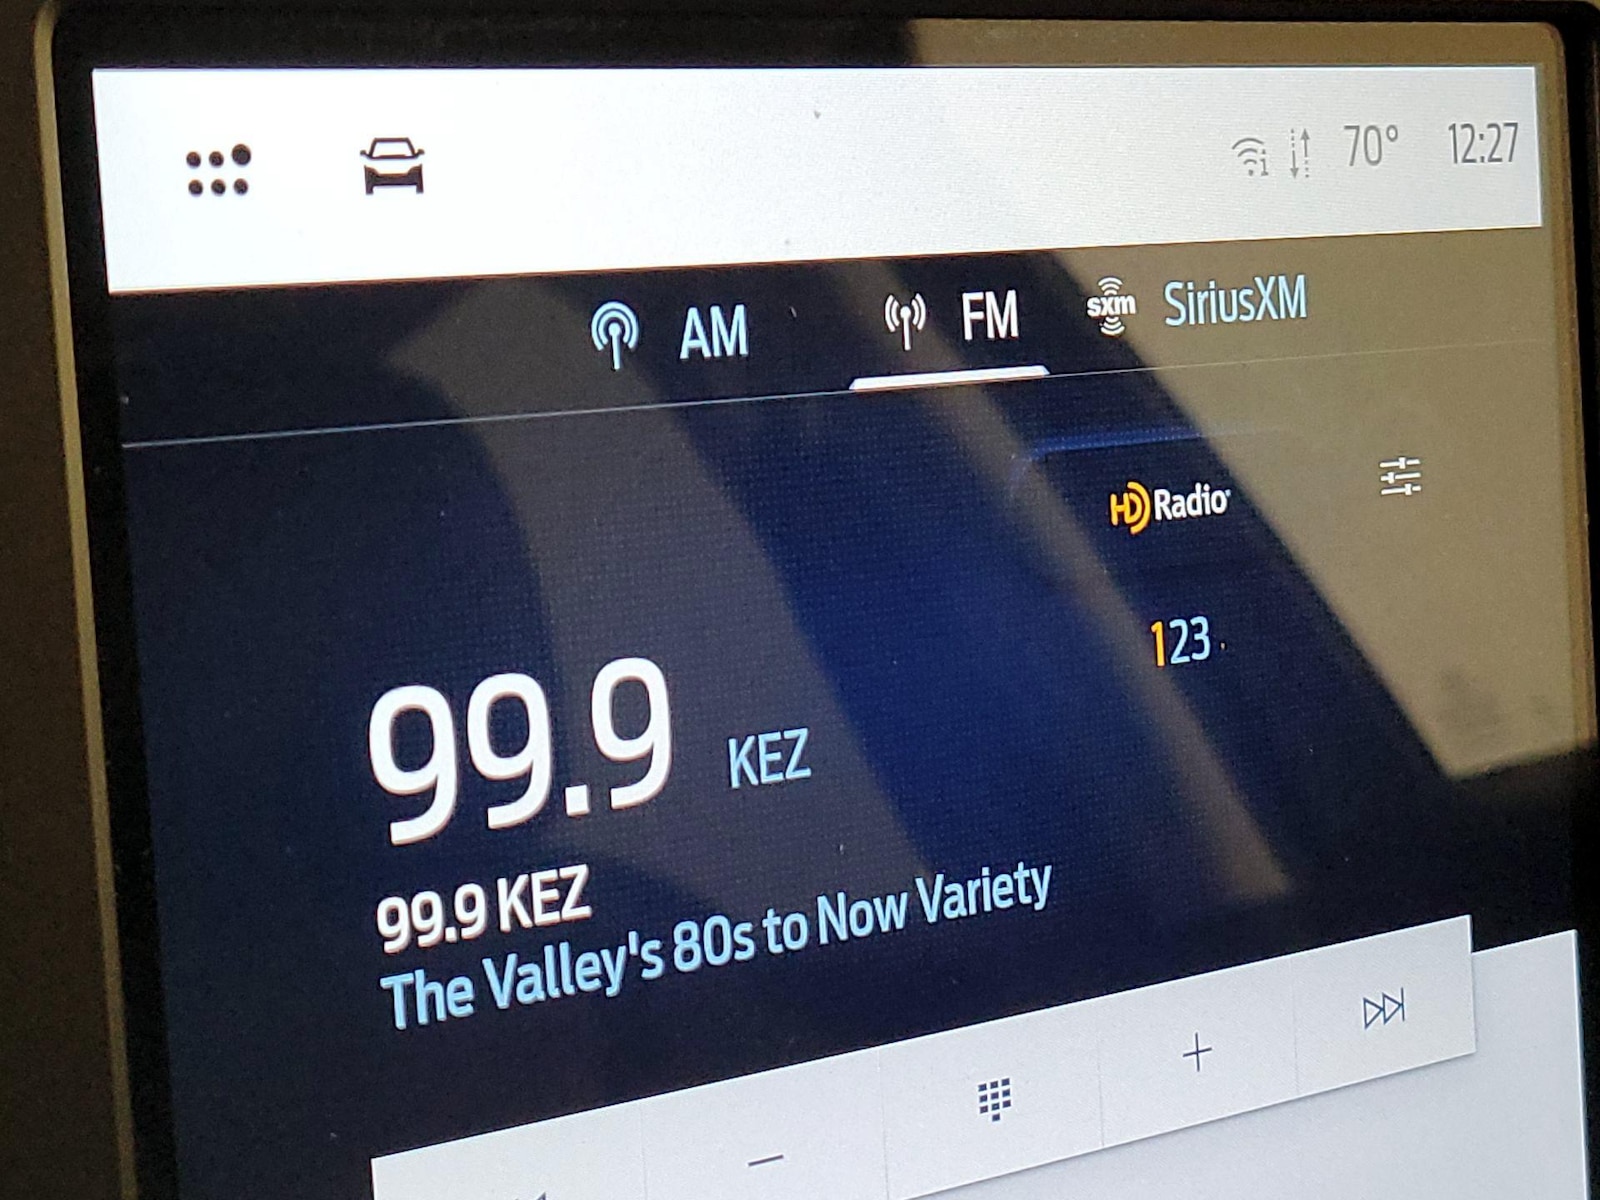 70° 12:27
AM FM sxm SiriusXM
HD Radio
123
99.9 KEZ
99.9 KEZ
The Valley's 80s to Now Variety